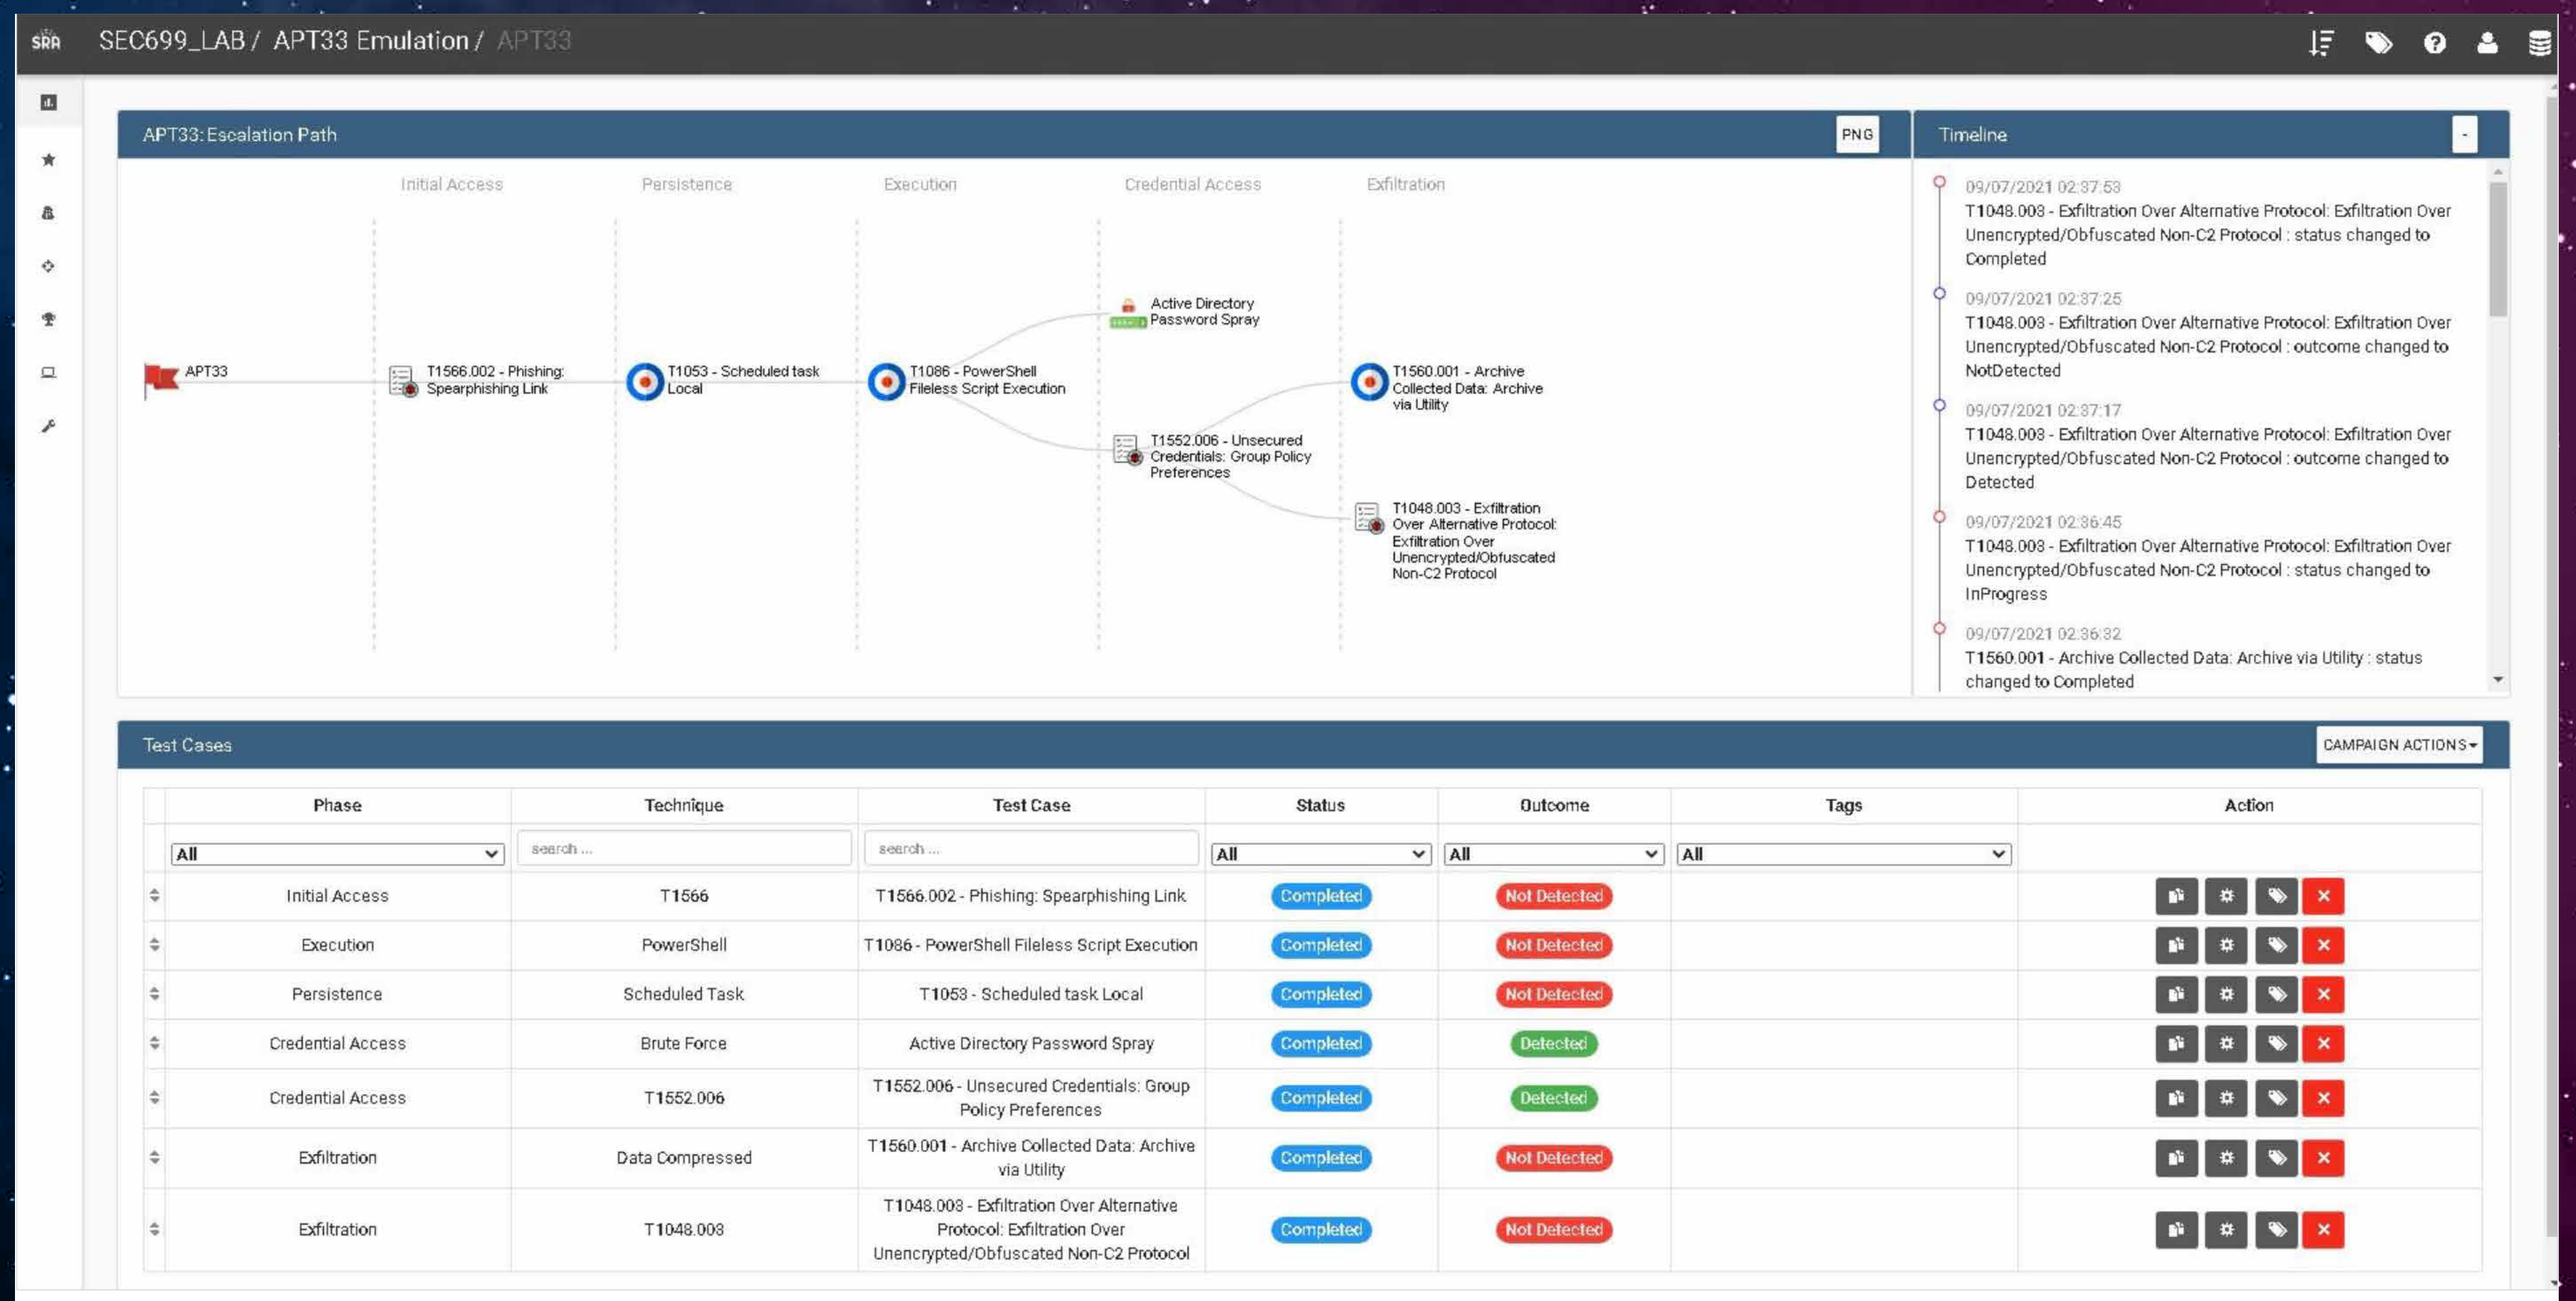 SRA
SEC699_LAB / APT33 Emulation / APT33
APT33: Escalation Path
PNG
Initial Access
Persistence
Execution
Credential Access
Exfiltration
APT33
T1566.002 - Phishing:
Spearphishing Link
T1053 - Scheduled task
Local
T1086 - PowerShell
Fileless Script Execution
Active Directory
Password Spray
T1552.006 - Unsecured
Credentials: Group Policy
Preferences
T1560.001 - Archive
Collected Data: Archive
via Utility
T1048.003 - Exfiltration
Over Alternative Protocol:
Exfiltration Over
Unencrypted/Obfuscated
Non-C2 Protocol
Timeline
-
09/07/2021 02:37:53
T1048.003 - Exfiltration Over Alternative Protocol: Exfiltration Over
Unencrypted/Obfuscated Non-C2 Protocol : status changed to
Completed
09/07/2021 02:37:25
T1048.003 - Exfiltration Over Alternative Protocol: Exfiltration Over
Unencrypted/Obfuscated Non-C2 Protocol : outcome changed to
NotDetected
09/07/2021 02:37:17
T1048.003 - Exfiltration Over Alternative Protocol: Exfiltration Over
Unencrypted/Obfuscated Non-C2 Protocol : outcome changed to
Detected
09/07/2021 02:36:45
T1048.003 - Exfiltration Over Alternative Protocol: Exfiltration Over
Unencrypted/Obfuscated Non-C2 Protocol : status changed to
InProgress
09/07/2021 02:36:32
T1560.001 - Archive Collected Data: Archive via Utility : status
changed to Completed
Test Cases
CAMPAIGN ACTIONS
Phase Technique Test Case Status Outcome Tags Action
All search ... search ... All All All
Initial Access T1566 T1566.002 - Phishing: Spearphishing Link Completed Not Detected
Execution PowerShell T1086 - PowerShell Fileless Script Execution Completed Not Detected
Persistence Scheduled Task T1053 - Scheduled task Local Completed Not Detected
Credential Access Brute Force Active Directory Password Spray Completed Detected
Credential Access T1552.006 T1552.006 - Unsecured Credentials: Group
Policy Preferences Completed Detected
Exfiltration Data Compressed T1560.001 - Archive Collected Data: Archive
via Utility Completed Not Detected
Exfiltration T1048.003 T1048.003 - Exfiltration Over Alternative
Protocol: Exfiltration Over
Unencrypted/Obfuscated Non-C2 Protocol Completed Not Detected